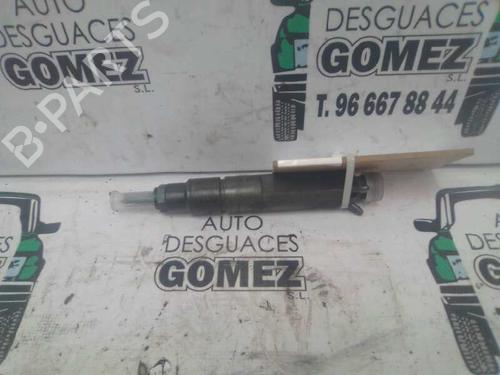 AUTO
DESGUACES
GOMEZ
S.L.
B-PARTS
DESGUACES
GOMEZ
S.L.
T. 96 667 88 44
AUTO
DESGUACES
GOMEZ
S.L.